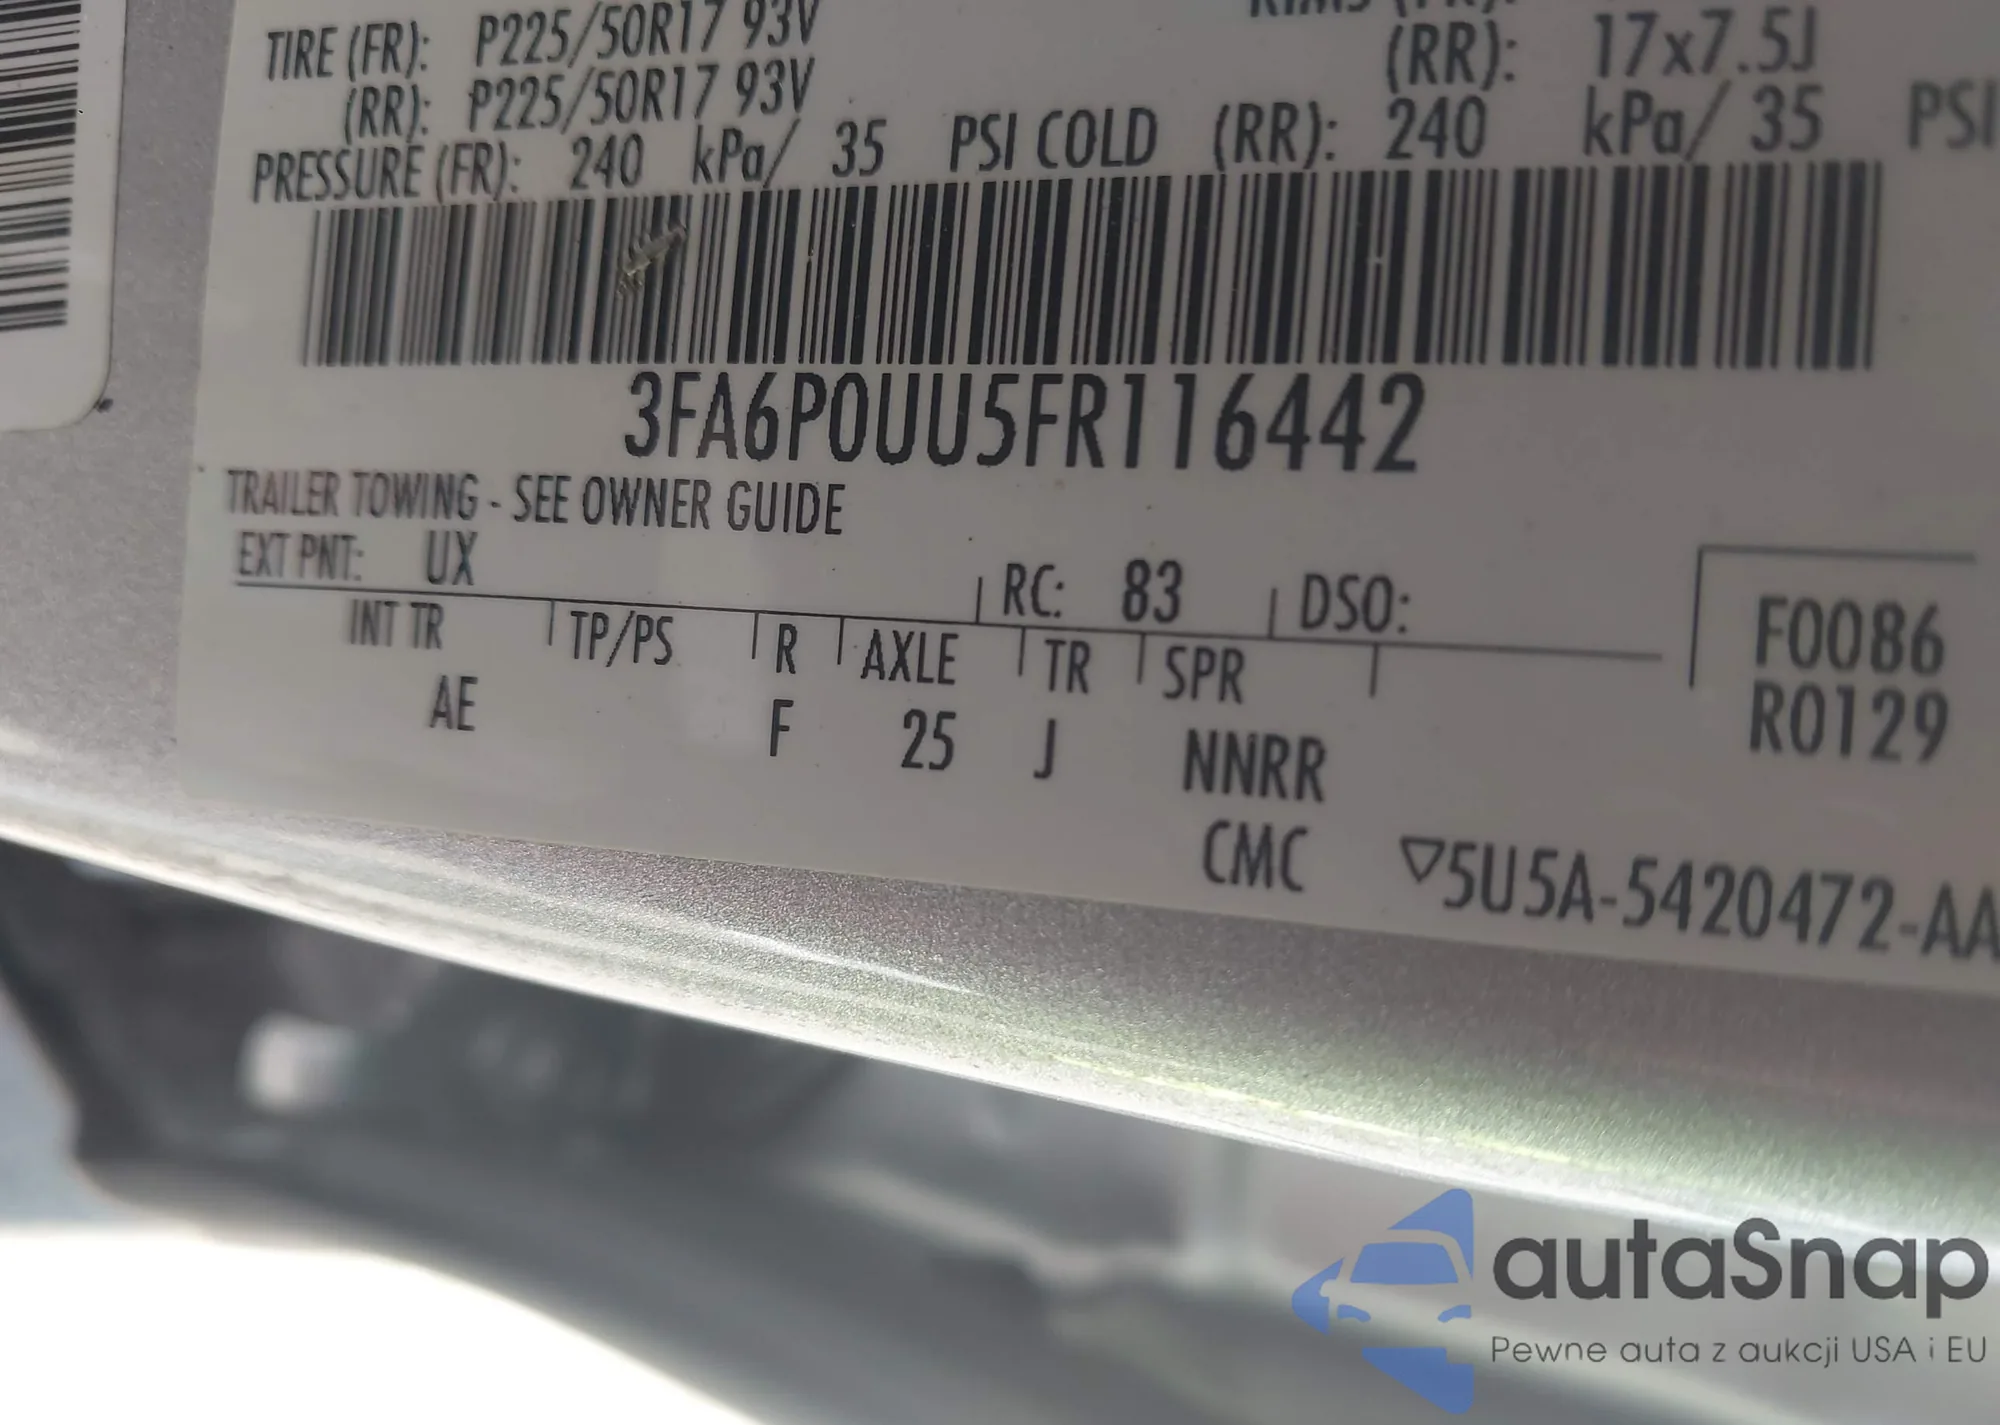 TIRE (FR): P225/50R17 93V
(RR): P225/50R17 93V
(RR): 17x7.5J
PRESSURE (FR): 240 kPa/ 35 PSI COLD (RR): 240 kPa/ 35 PSI
3FA6P0UU5FR116442
TRAILER TOWING - SEE OWNER GUIDE
EXT PNT: UX RC: 83 DSO:
INT TR TP/PS R AXLE TR SPR
AE F 25 J NNRR
F0086
R0129
CMC ▽5U5A-5420472-AA
autaSnap
Pewne auta z aukcji USA i EU